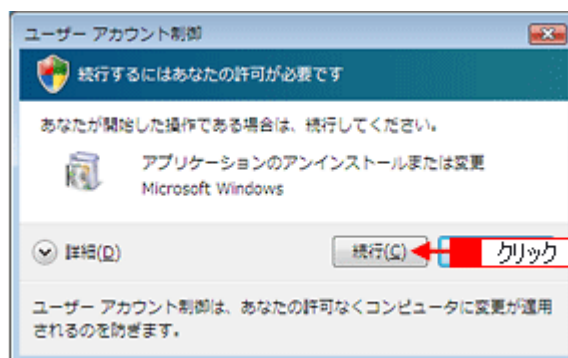 ユーザー アカウント制御
続行するにはあなたの許可が必要です
あなたが開始した操作である場合は、続行してください。
アプリケーションのアンインストールまたは変更
Microsoft Windows
詳細(D)
続行(C)
クリック
ユーザー アカウント制御は、あなたの許可なくコンピュータに変更が適用
されるのを防ぎます。